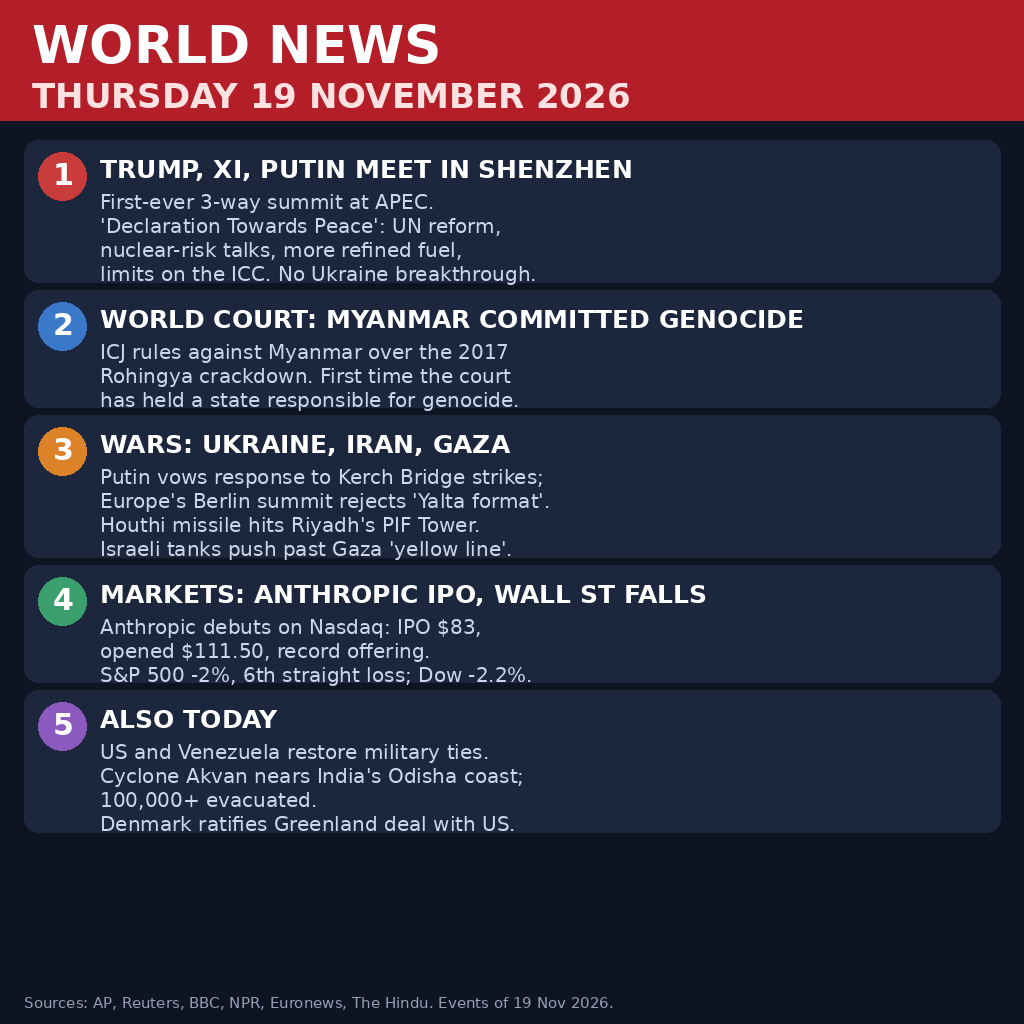 WORLD NEWS
THURSDAY 19 NOVEMBER 2026
1
TRUMP, XI, PUTIN MEET IN SHENZHEN
First-ever 3-way summit at APEC.
'Declaration Towards Peace': UN reform,
nuclear-risk talks, more refined fuel,
limits on the ICC. No Ukraine breakthrough.
2
WORLD COURT: MYANMAR COMMITTED GENOCIDE
ICJ rules against Myanmar over the 2017
Rohingya crackdown. First time the court
has held a state responsible for genocide.
3
WARS: UKRAINE, IRAN, GAZA
Putin vows response to Kerch Bridge strikes;
Europe's Berlin summit rejects 'Yalta format'.
Houthi missile hits Riyadh's PIF Tower.
Israeli tanks push past Gaza 'yellow line'.
4
MARKETS: ANTHROPIC IPO, WALL ST FALLS
Anthropic debuts on Nasdaq: IPO $83,
opened $111.50, record offering.
S&P 500 -2%, 6th straight loss; Dow -2.2%.
5
ALSO TODAY
US and Venezuela restore military ties.
Cyclone Akvan nears India's Odisha coast;
100,000+ evacuated.
Denmark ratifies Greenland deal with US.
Sources: AP, Reuters, BBC, NPR, Euronews, The Hindu. Events of 19 Nov 2026.